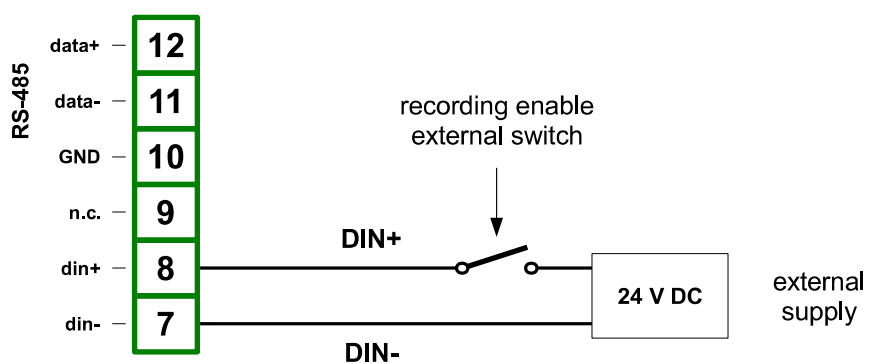 RS-485
data+ 12
data- 11
GND 10
n.c. 9
din+ 8
din- 7
recording enable
external switch
DIN+
DIN-
24 V DC
external
supply